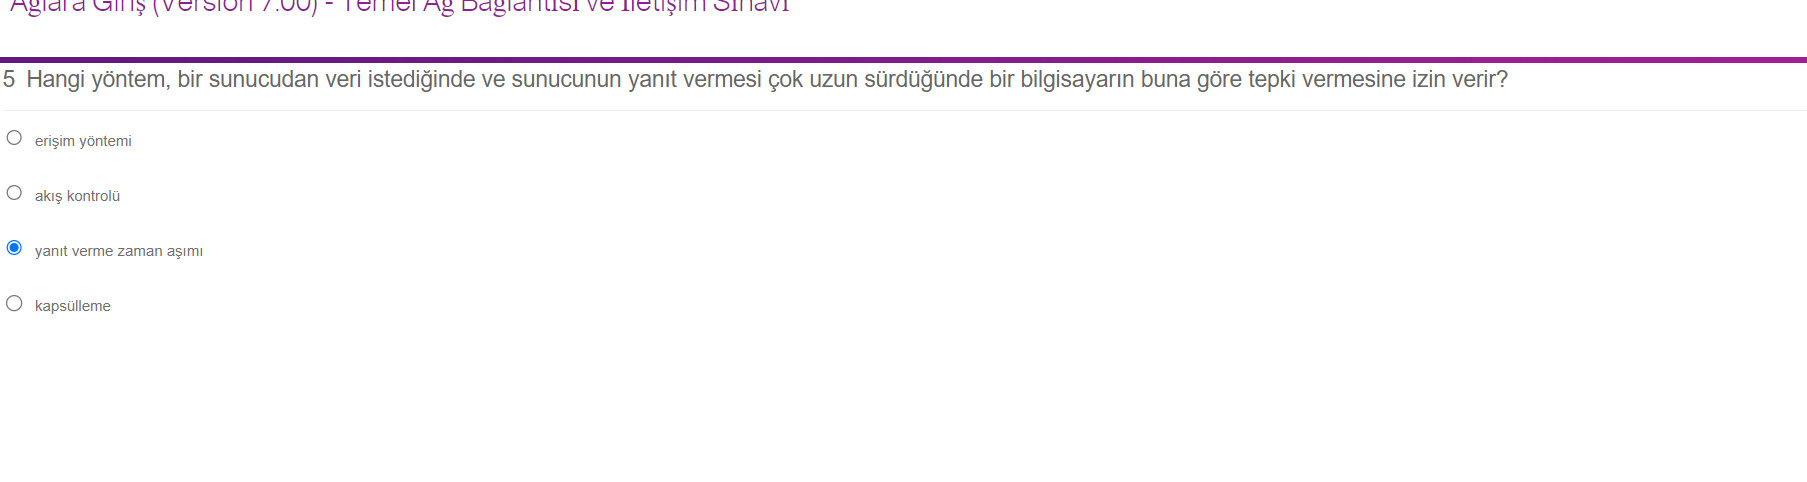 Ağlara Giriş (Version 7.00) - Temel Ağ Bağlantısı ve İletişim Sınavı
5 Hangi yöntem, bir sunucudan veri istediğinde ve sunucunun yanıt vermesi çok uzun sürdüğünde bir bilgisayarın buna göre tepki vermesine izin verir?
erişim yöntemi
akış kontrolü
yanıt verme zaman aşımı
kapsülleme